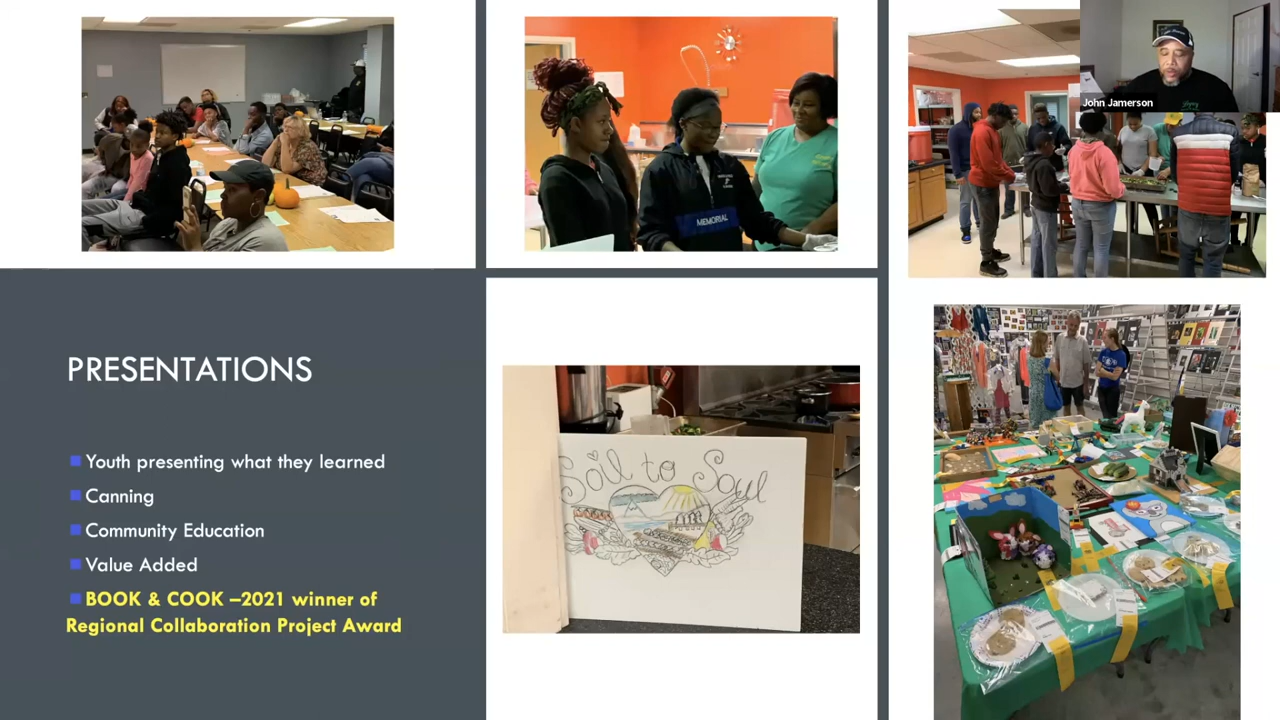 John Jamerson
MEMORIAL
PRESENTATIONS
Youth presenting what they learned
Canning
Community Education
Value Added
BOOK & COOK –2021 winner of
Regional Collaboration Project Award
Soil to Soul